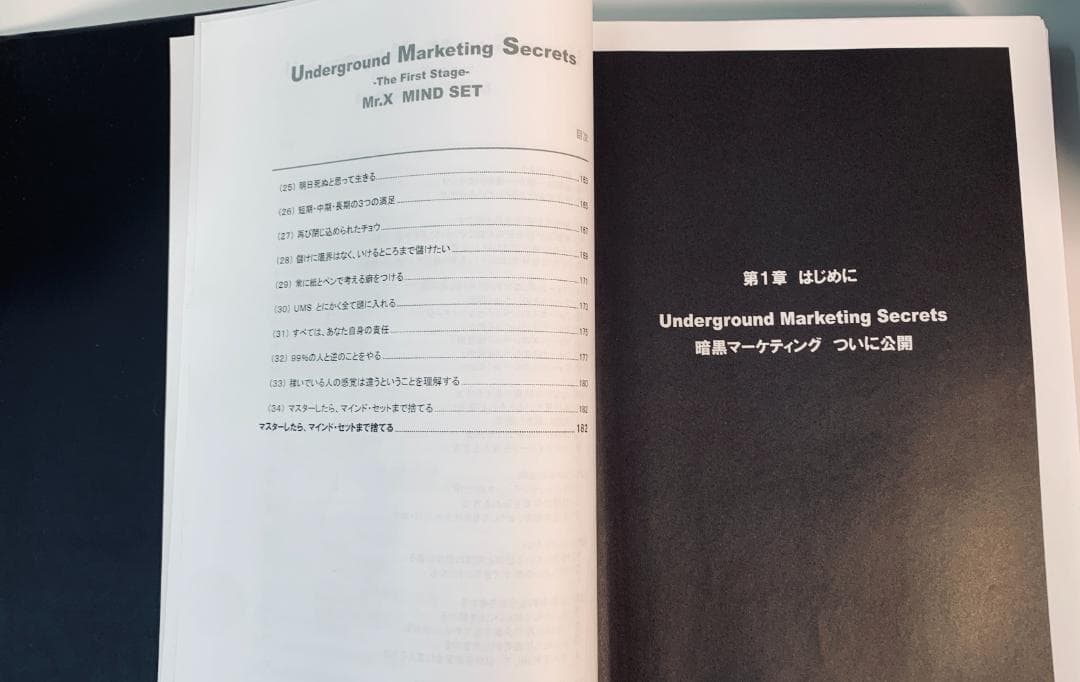 Underground Marketing Secrets
-The First Stage-
Mr.X MIND SET
目次
(25) 明日死ぬと思って生きる 163
(26) 短期・中期・長期の3つの満足 165
(27) 再び閉じ込められたチョウ 167
(28) 儲けに限界はなく、いけるところまで儲けたい 169
(29) 常に紙とペンで考える癖をつける 171
(30) UMS とにかく全て頭に入れる 173
(31) すべては、あなた自身の責任 175
(32) 99%の人と逆のことをやる 177
(33) 稼いでいる人の感覚は違うということを理解する 180
(34) マスターしたら、マインド・セットまで捨てる 182
マスターしたら、マインド・セットまで捨てる 182
第1章 はじめに
Underground Marketing Secrets
暗黒マーケティング ついに公開